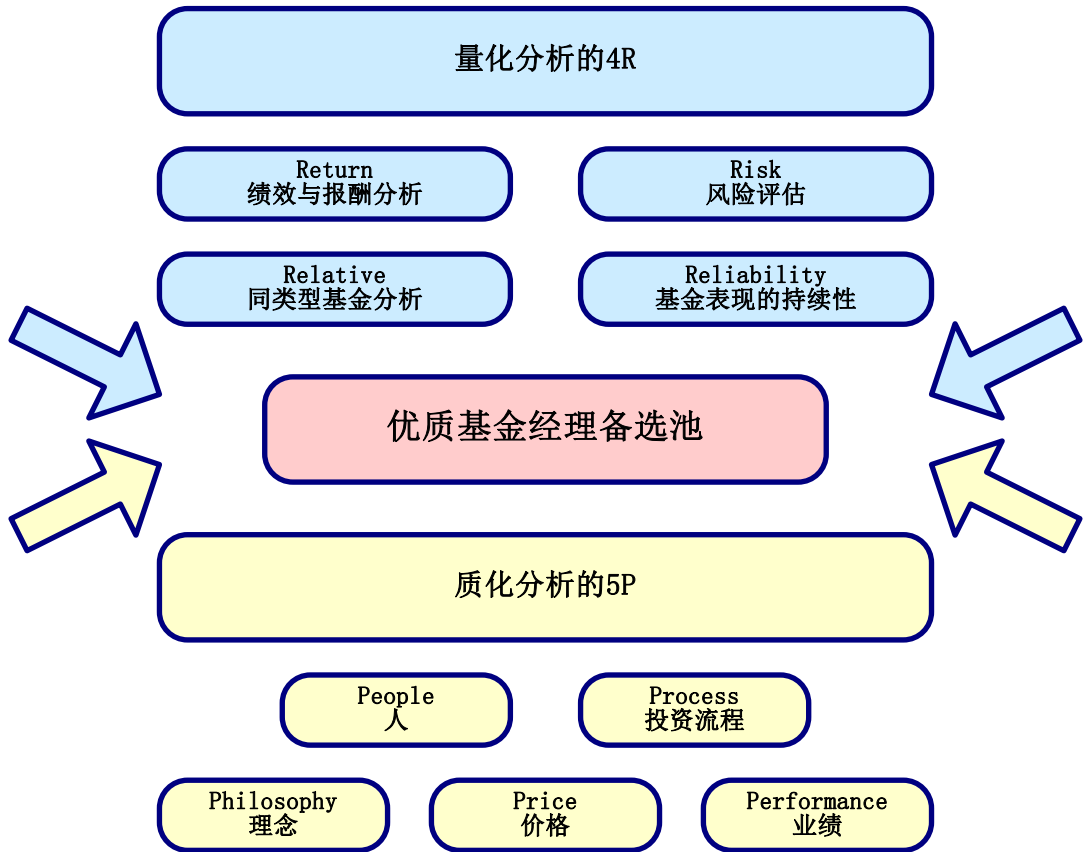 量化分析的4R
Return
绩效与报酬分析
Risk
风险评估
Relative
同类型基金分析
Reliability
基金表现的持续性
优质基金经理备选池
质化分析的5P
People
人
Process
投资流程
Philosophy
理念
Price
价格
Performance
业绩